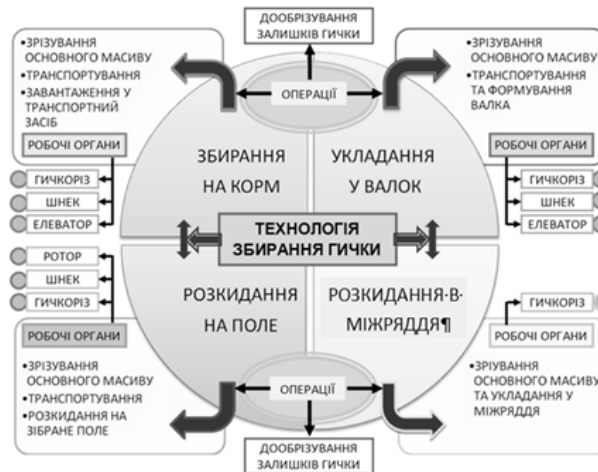 ДООБРІЗУВАННЯ
ЗАЛИШКІВ ГИЧКИ
•ЗРІЗУВАННЯ
ОСНОВНОГО МАСИВУ
•ТРАНСПОРТУВАННЯ
•ЗАВАНТАЖЕННЯ У
ТРАНСПОРТНИЙ
ЗАСІБ
ОПЕРАЦІЇ
•ЗРІЗУВАННЯ
ОСНОВНОГО МАСИВУ
•ТРАНСПОРТУВАННЯ
ТА ФОРМУВАННЯ
ВАЛКА
РОБОЧІ ОРГАНИ
ГИЧКОРІЗ
ШНЕК
ЕЛЕВАТОР
ЗБИРАННЯ
НА КОРМ
УКЛАДАННЯ
У ВАЛОК
РОБОЧІ ОРГАНИ
ГИЧКОРІЗ
ШНЕК
ЕЛЕВАТОР
ТЕХНОЛОГІЯ
ЗБИРАННЯ ГИЧКИ
РОТОР
ШНЕК
ГИЧКОРІЗ
РОБОЧІ ОРГАНИ
РОЗКИДАННЯ
НА ПОЛЕ
РОЗКИДАННЯ·В·
МІЖРЯДДЯ¶
ГИЧКОРІЗ
РОБОЧІ ОРГАНИ
•ЗРІЗУВАННЯ
ОСНОВНОГО МАСИВУ
•ТРАНСПОРТУВАННЯ
•РОЗКИДАННЯ НА
ЗІБРАНЕ ПОЛЕ
ОПЕРАЦІЇ
•ЗРІУВАННЯ
ОСНОВНОГО МАСИВУ
ТА УКЛАДАННЯ У
МІЖРЯДДЯ
ДООБРІЗУВАННЯ
ЗАЛИШКІВ ГИЧКИ